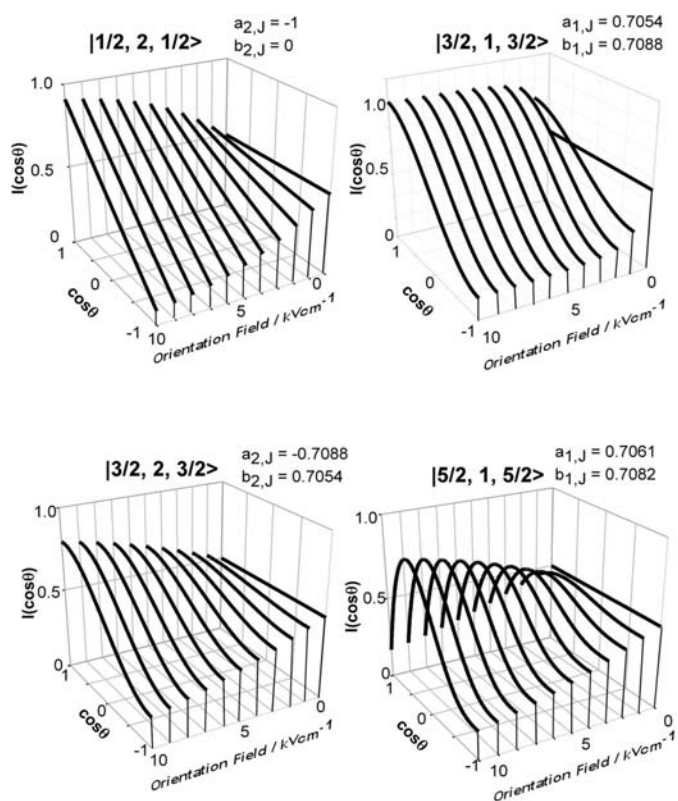 |1/2, 2, 1/2>
a2,J = -1
b2,J = 0
1.0
0.5
0
I(cosθ)
1
0
-1
cosθ
10
5
0
Orientation Field / kVcm-1
|3/2, 1, 3/2>
a1,J = 0.7054
b1,J = 0.7088
1.0
0.5
0
I(cosθ)
1
0
-1
cosθ
10
5
0
Orientation Field / kVcm-1
|3/2, 2, 3/2>
a2,J = -0.7088
b2,J = 0.7054
1.0
0.5
0
I(cosθ)
1
0
-1
cosθ
10
5
0
Orientation Field / kVcm-1
|5/2, 1, 5/2>
a1,J = 0.7061
b1,J = 0.7082
1.0
0.5
0
I(cosθ)
1
0
-1
cosθ
10
5
0
Orientation Field / kVcm-1